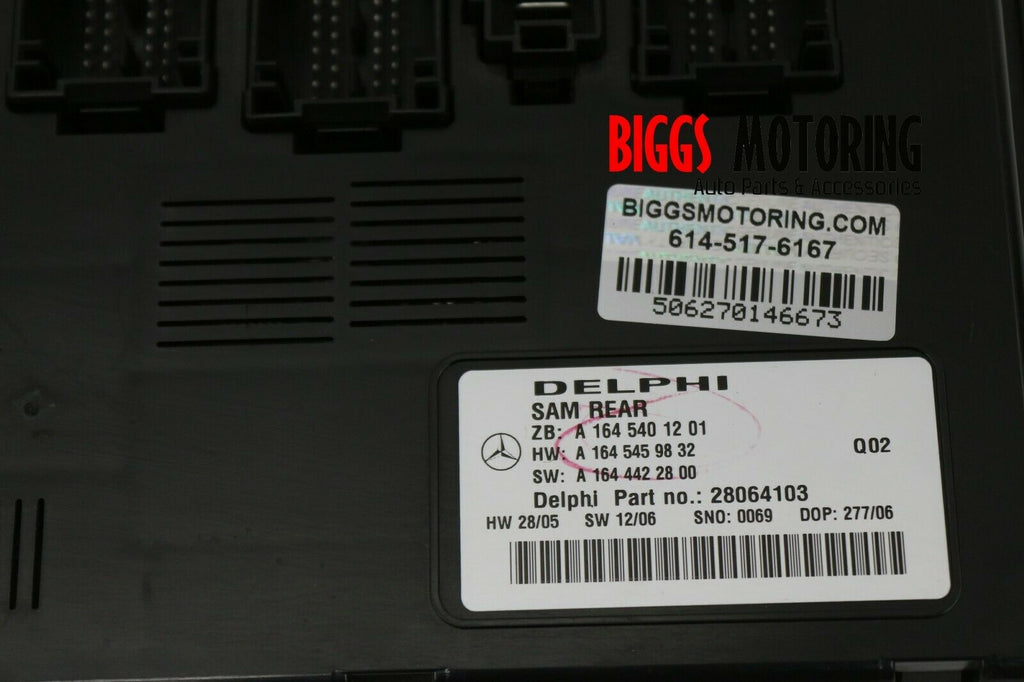 BIGGS MOTORING
Auto Parts & Accessories
BIGGSMOTORING.COM
614-517-6167
506270146673
DELPHI
SAM REAR
ZB: A 164 540 12 01
HW: A 164 545 98 32
SW: A 164 442 28 00
Q02
Delphi Part no.: 28064103
HW 28/05 SW 12/06 SNO: 0069 DOP: 277/06